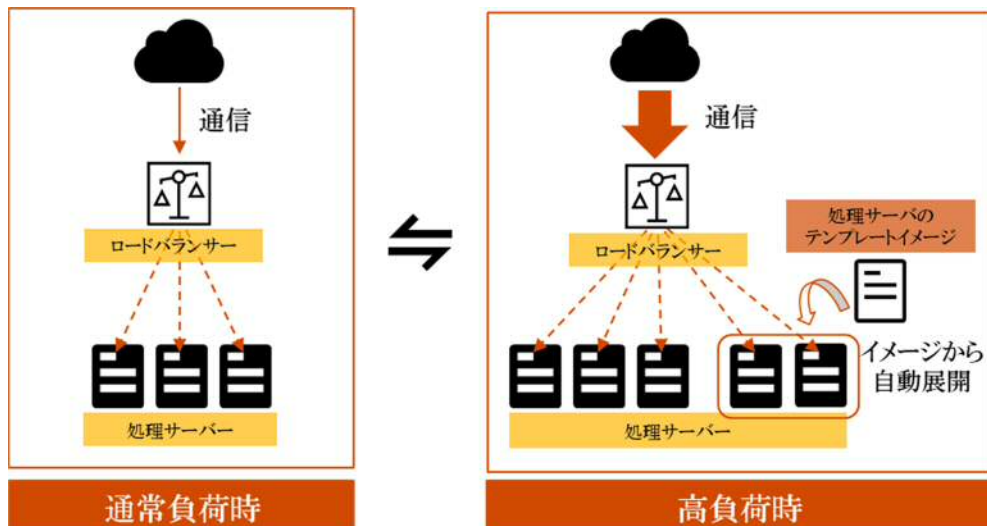 通信
ロードバランサー
処理サーバー
通常負荷時
通信
処理サーバの
テンプレートイメージ
ロードバランサー
イメージから
自動展開
処理サーバー
高負荷時